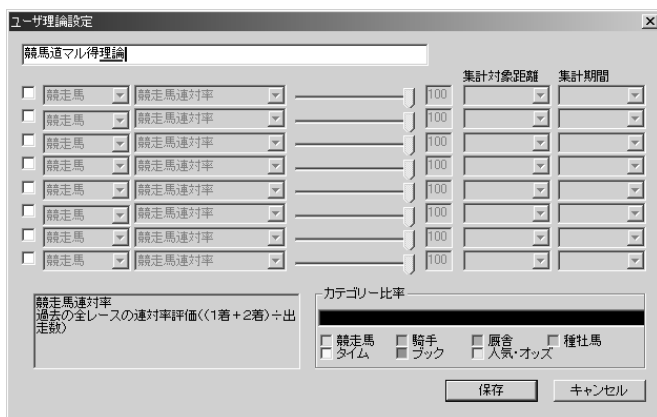 ユーザ理論設定
競馬道マル得理論
集計対象距離 集計期間
競走馬 競走馬連対率 100
競走馬 競走馬連対率 100
競走馬 競走馬連対率 100
競走馬 競走馬連対率 100
競走馬 競走馬連対率 100
競走馬 競走馬連対率 100
競走馬 競走馬連対率 100
競走馬 競走馬連対率 100
競走馬連対率
過去の全レースの連対率評価((1着+2着)÷出
走数)
カテゴリー比率
競走馬 騎手 厩舎 種牡馬
タイム ブック 人気・オッズ
保存 キャンセル